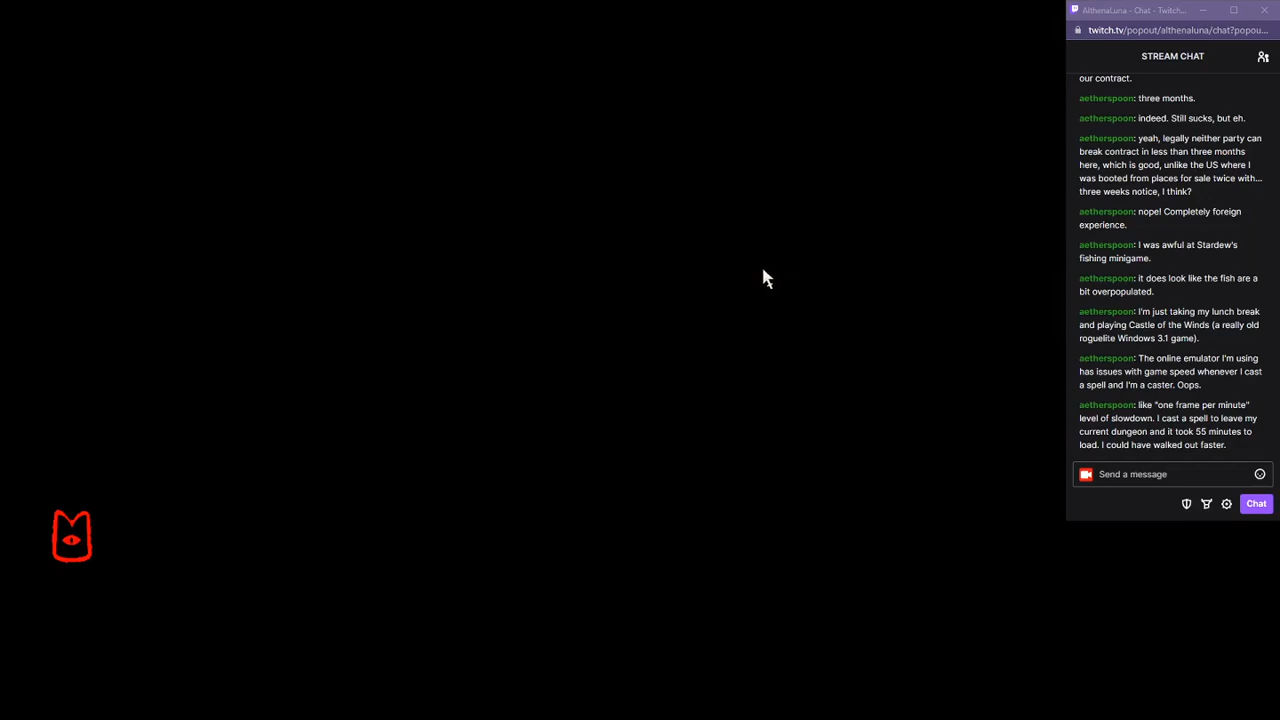 AlthenaLuna - Chat - Twitch...
twitch.tv/popout/althenaluna/chat?popou...
STREAM CHAT
our contract.
aetherspoon: three months.
aetherspoon: indeed. Still sucks, but eh.
aetherspoon: yeah, legally neither party can
break contract in less than three months
here, which is good, unlike the US where I
was booted from places for sale twice with...
three weeks notice, I think?
aetherspoon: nope! Completely foreign
experience.
aetherspoon: I was awful at Stardew's
fishing minigame.
aetherspoon: it does look like the fish are a
bit overpopulated.
aetherspoon: I'm just taking my lunch break
and playing Castle of the Winds (a really old
roguelite Windows 3.1 game).
aetherspoon: The online emulator I'm using
has issues with game speed whenever I cast
a spell and I'm a caster. Oops.
aetherspoon: like "one frame per minute"
level of slowdown. I cast a spell to leave my
current dungeon and it took 55 minutes to
load. I could have walked out faster.
Send a message
Chat